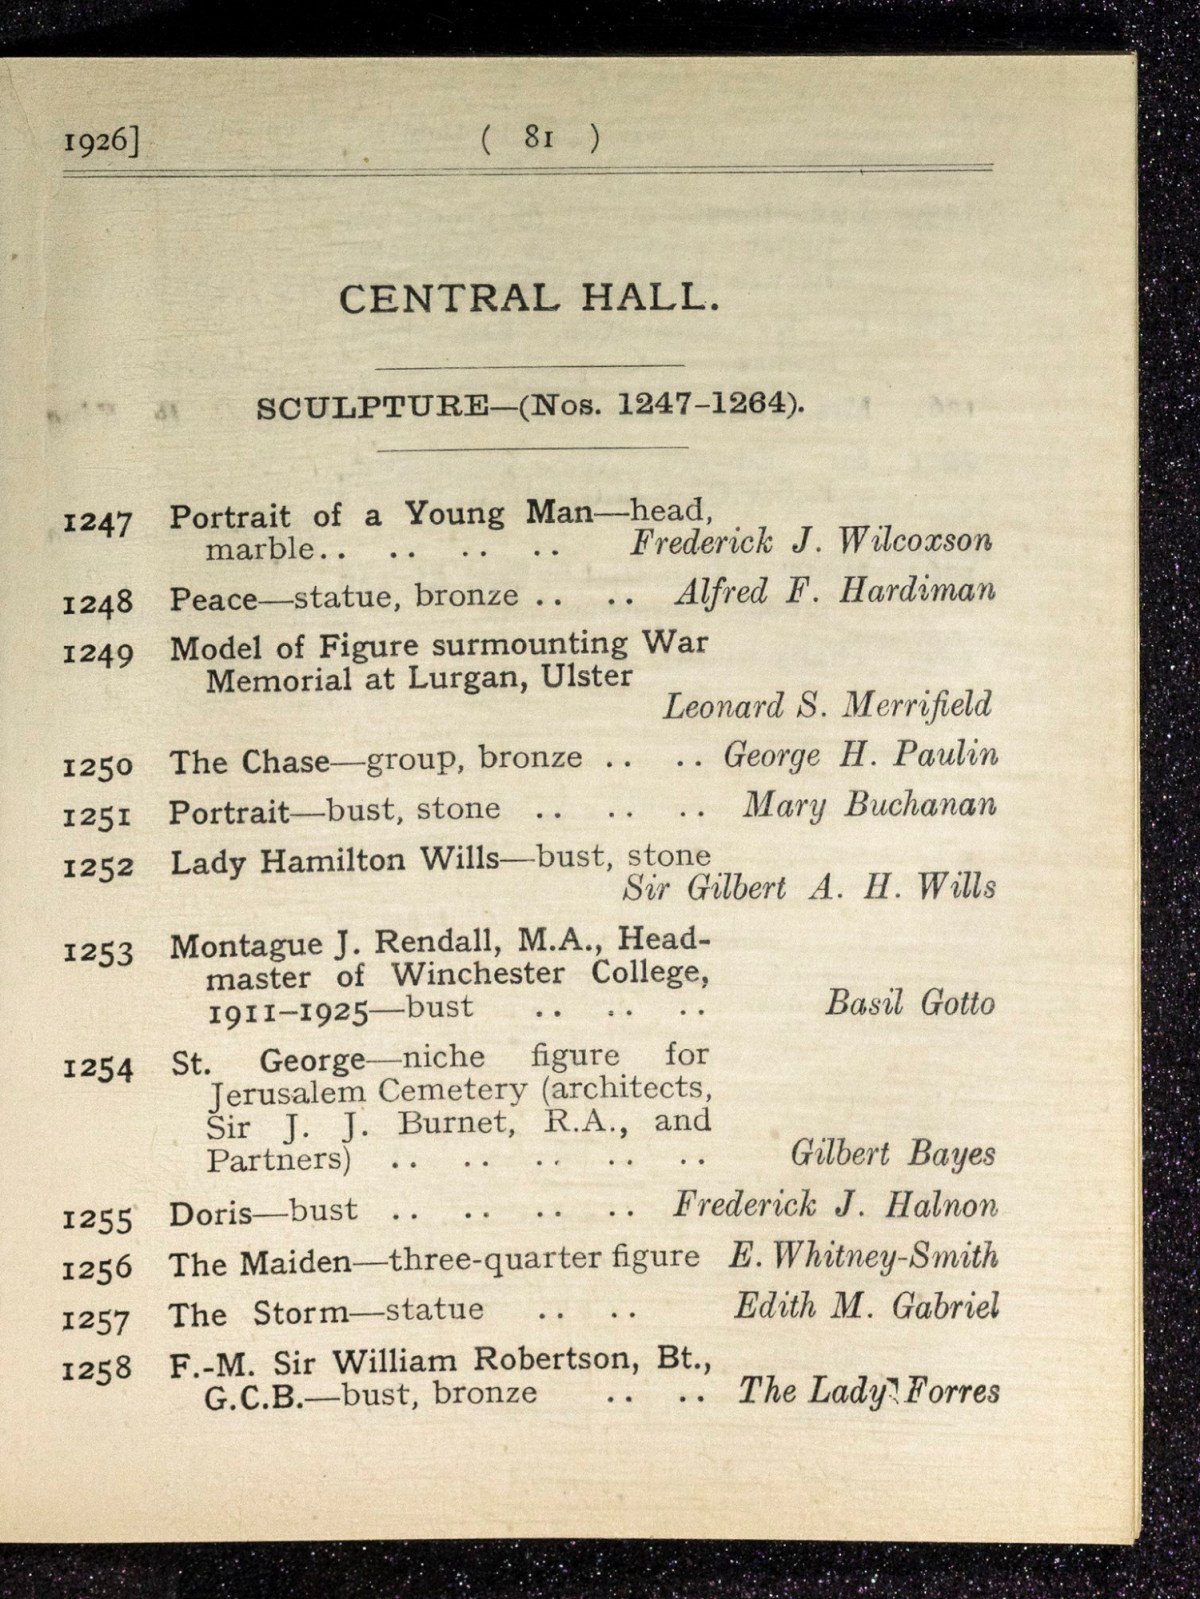 1926]
( 81 )
CENTRAL HALL.
SCULPTURE—(Nos. 1247-1264).
1247 Portrait of a Young Man—head,
marble.. .. .. .. Frederick J. Wilcoxson
1248 Peace—statue, bronze .. .. Alfred F. Hardiman
1249 Model of Figure surmounting War
Memorial at Lurgan, Ulster
Leonard S. Merrifield
1250 The Chase—group, bronze .. .. George H. Paulin
1251 Portrait—bust, stone .. .. .. Mary Buchanan
1252 Lady Hamilton Wills—bust, stone
Sir Gilbert A. H. Wills
1253 Montague J. Rendall, M.A., Head-
master of Winchester College,
1911–1925—bust .. .. .. Basil Gotto
1254 St. George—niche figure for
Jerusalem Cemetery (architects,
Sir J. J. Burnet, R.A., and
Partners) .. .. .. .. .. Gilbert Bayes
1255 Doris—bust .. .. .. .. Frederick J. Halnon
1256 The Maiden—three-quarter figure E. Whitney-Smith
1257 The Storm—statue .. .. Edith M. Gabriel
1258 F.-M. Sir William Robertson, Bt.,
G.C.B.—bust, bronze .. .. The Lady Forres